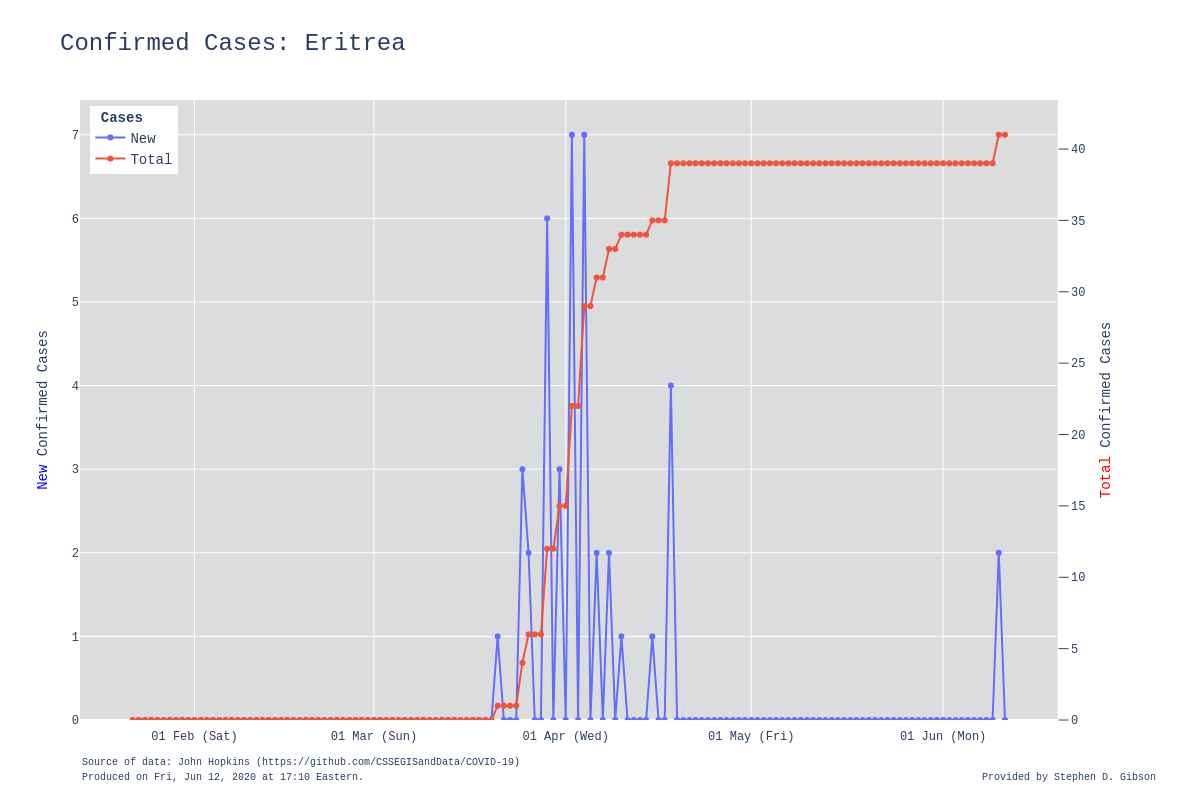 Confirmed Cases: Eritrea
Cases
New
Total
7
6
5
4
3
2
1
0
New Confirmed Cases
40
35
30
25
20
15
10
5
0
Total Confirmed Cases
01 Feb (Sat)
01 Mar (Sun)
01 Apr (Wed)
01 May (Fri)
01 Jun (Mon)
Source of data: John Hopkins (https://github.com/CSSEGISandData/COVID-19)
Produced on Fri, Jun 12, 2020 at 17:10 Eastern.
Provided by Stephen D. Gibson